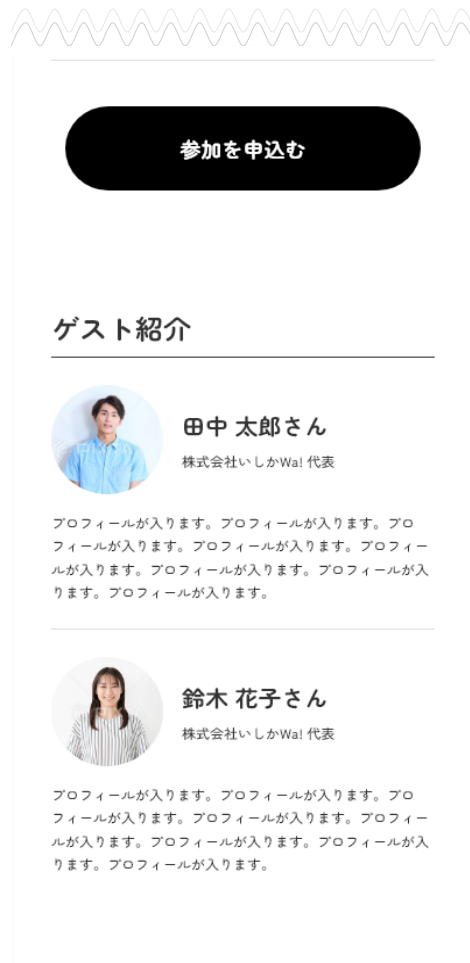 参加を申込む
ゲスト紹介
田中 太郎さん
株式会社いしかWa! 代表
プロフィールが入ります。プロフィールが入ります。プロ
フィールが入ります。プロフィールが入ります。プロフィー
ルが入ります。プロフィールが入ります。プロフィールが入
ります。プロフィールが入ります。
鈴木 花子さん
株式会社いしかWa! 代表
プロフィールが入ります。プロフィールが入ります。プロ
フィールが入ります。プロフィールが入ります。プロフィー
ルが入ります。プロフィールが入ります。プロフィールが入
ります。プロフィールが入ります。